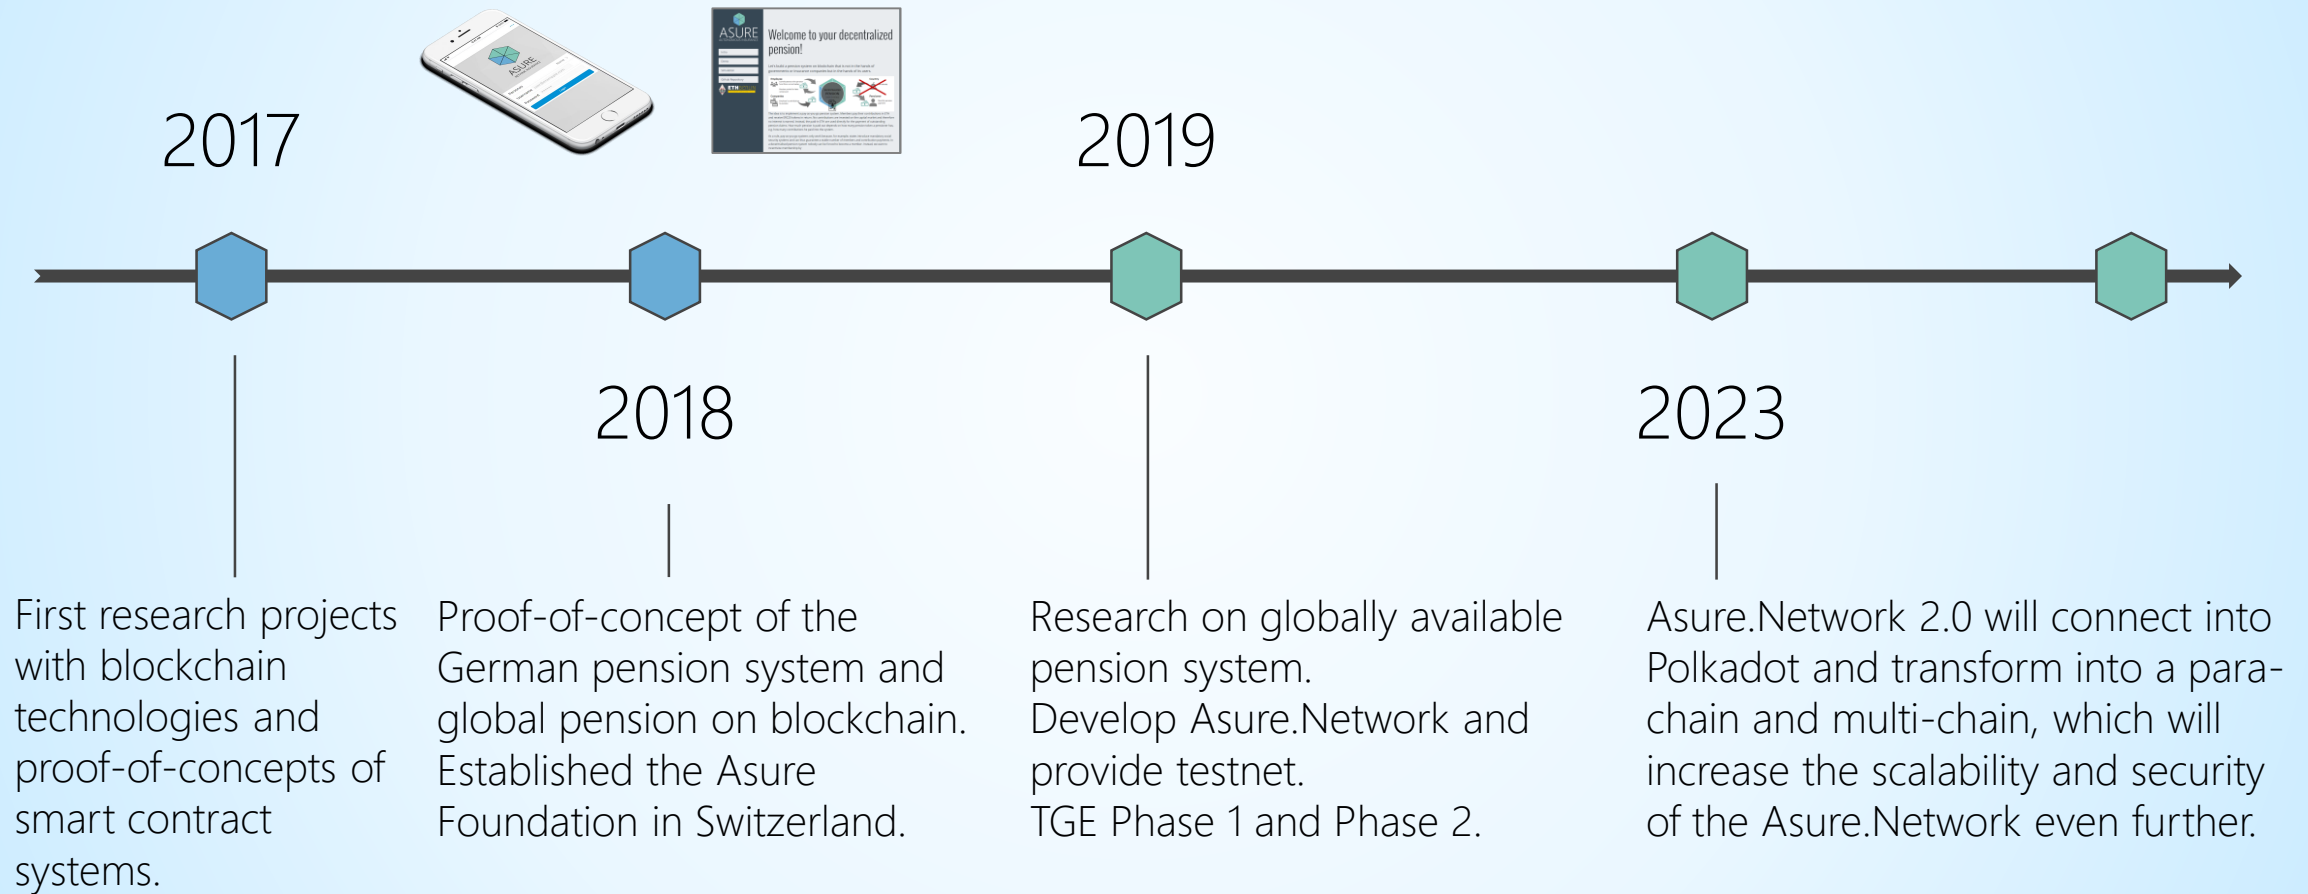 ASURE
ASURE
Welcome to your decentralized
pension!
2017
2019
2018
2023
First research projects
with blockchain
technologies and
proof-of-concepts of
smart contract
systems.
Proof-of-concept of the
German pension system and
global pension on blockchain.
Established the Asure
Foundation in Switzerland.
Research on globally available
pension system.
Develop Asure.Network and
provide testnet.
TGE Phase 1 and Phase 2.
Asure.Network 2.0 will connect into
Polkadot and transform into a para-
chain and multi-chain, which will
increase the scalability and security
of the Asure.Network even further.